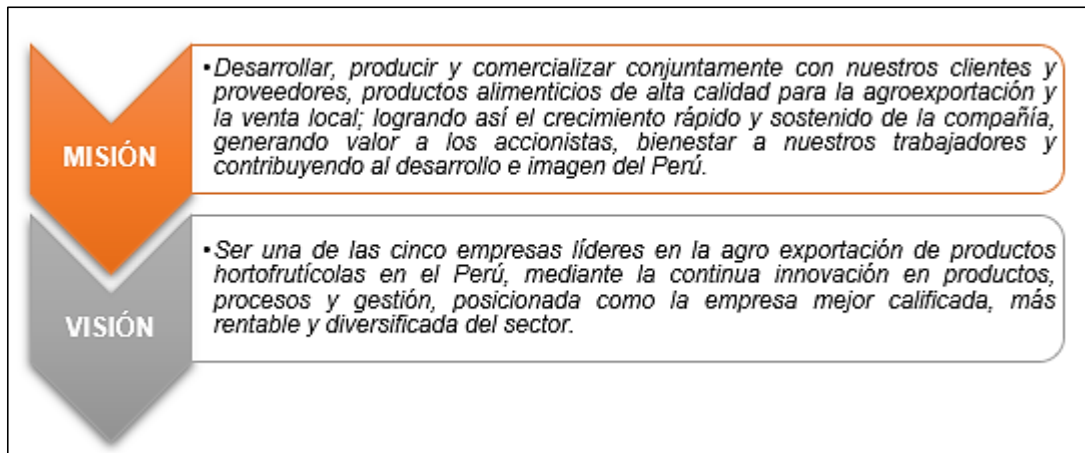 MISIÓN
•Desarrollar, producir y comercializar conjuntamente con nuestros clientes y
proveedores, productos alimenticios de alta calidad para la agroexportación y
la venta local; logrando así el crecimiento rápido y sostenido de la compañía,
generando valor a los accionistas, bienestar a nuestros trabajadores y
contribuyendo al desarrollo e imagen del Perú.
VISIÓN
•Ser una de las cinco empresas líderes en la agro exportación de productos
hortofrutícolas en el Perú, mediante la continua innovación en productos,
procesos y gestión, posicionada como la empresa mejor calificada, más
rentable y diversificada del sector.